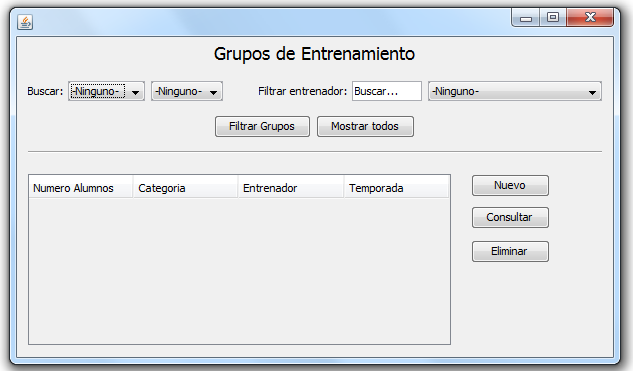 Grupos de Entrenamiento
Buscar: -Ninguno- -Ninguno- Filtrar entrenador: Buscar... -Ninguno-
Filtrar Grupos Mostrar todos
Numero Alumnos Categoria Entrenador Temporada
Nuevo
Consultar
Eliminar